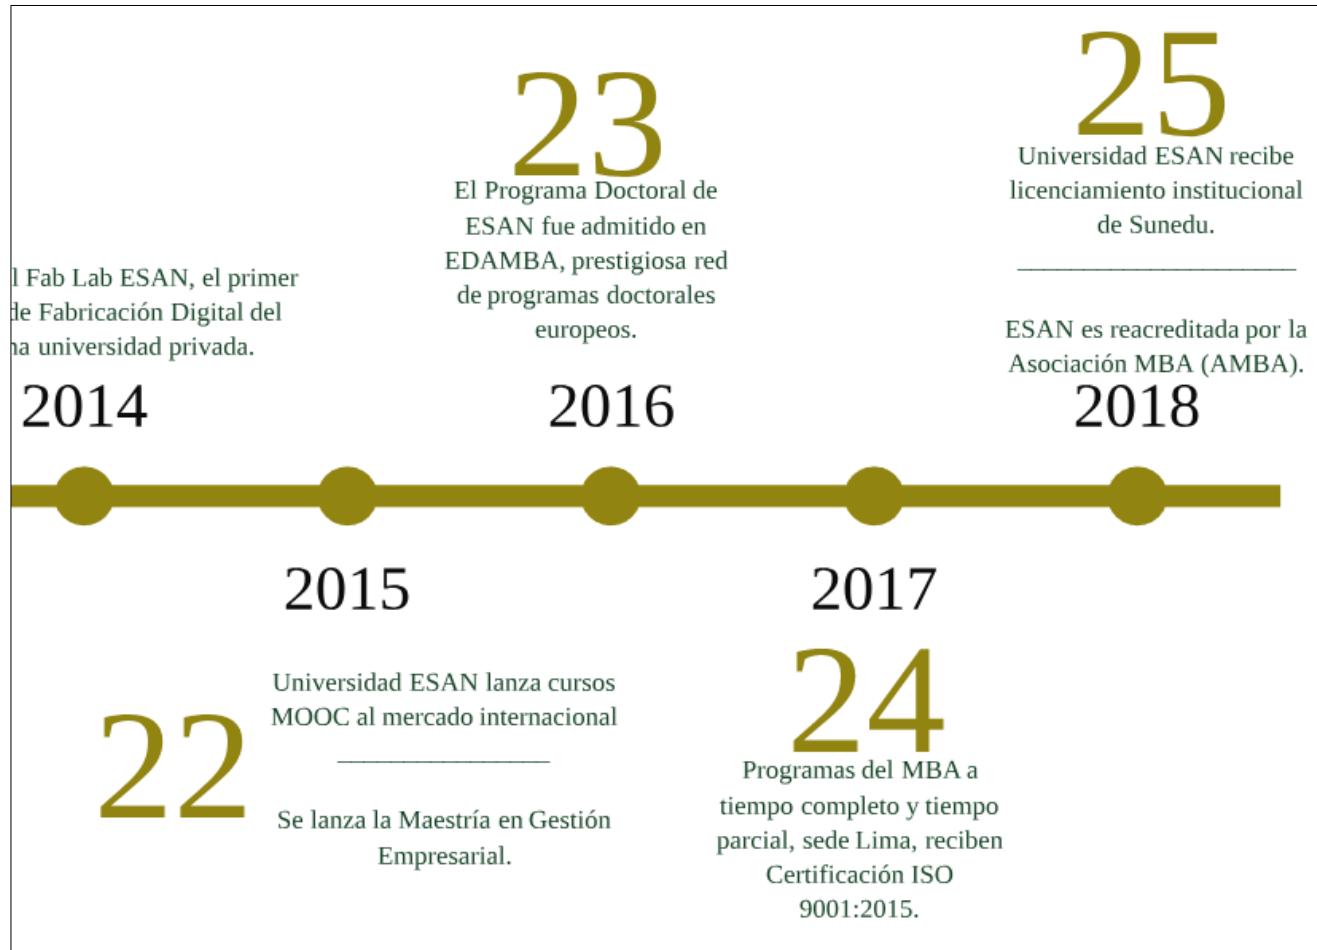 Fab Lab ESAN, el primer
de Fabricación Digital del
universidad privada.
2014
22
2015
Universidad ESAN lanza cursos
MOOC al mercado internacional
Se lanza la Maestría en Gestión
Empresarial.
23
El Programa Doctoral de
ESAN fue admitido en
EDAMBA, prestigiosa red
de programas doctorales
europeos.
2016
2017
24
Programas del MBA a
tiempo completo y tiempo
parcial, sede Lima, reciben
Certificación ISO
9001:2015.
25
Universidad ESAN recibe
licenciamiento institucional
de Sunedu.
ESAN es reacreditada por la
Asociación MBA (AMBA).
2018